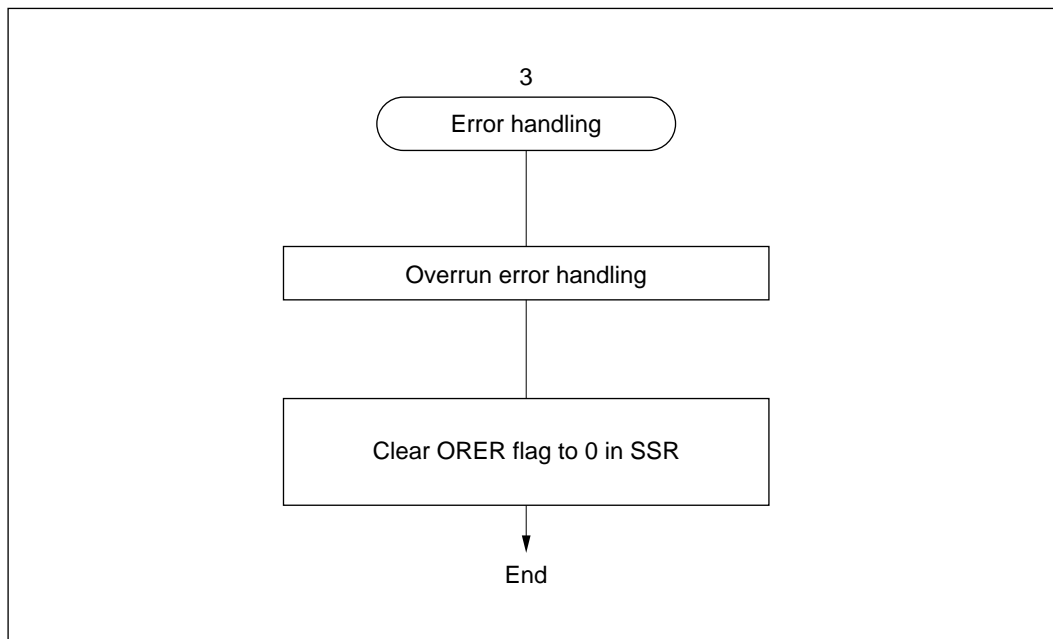 3
Error handling
Overrun error handling
Clear ORER flag to 0 in SSR
End